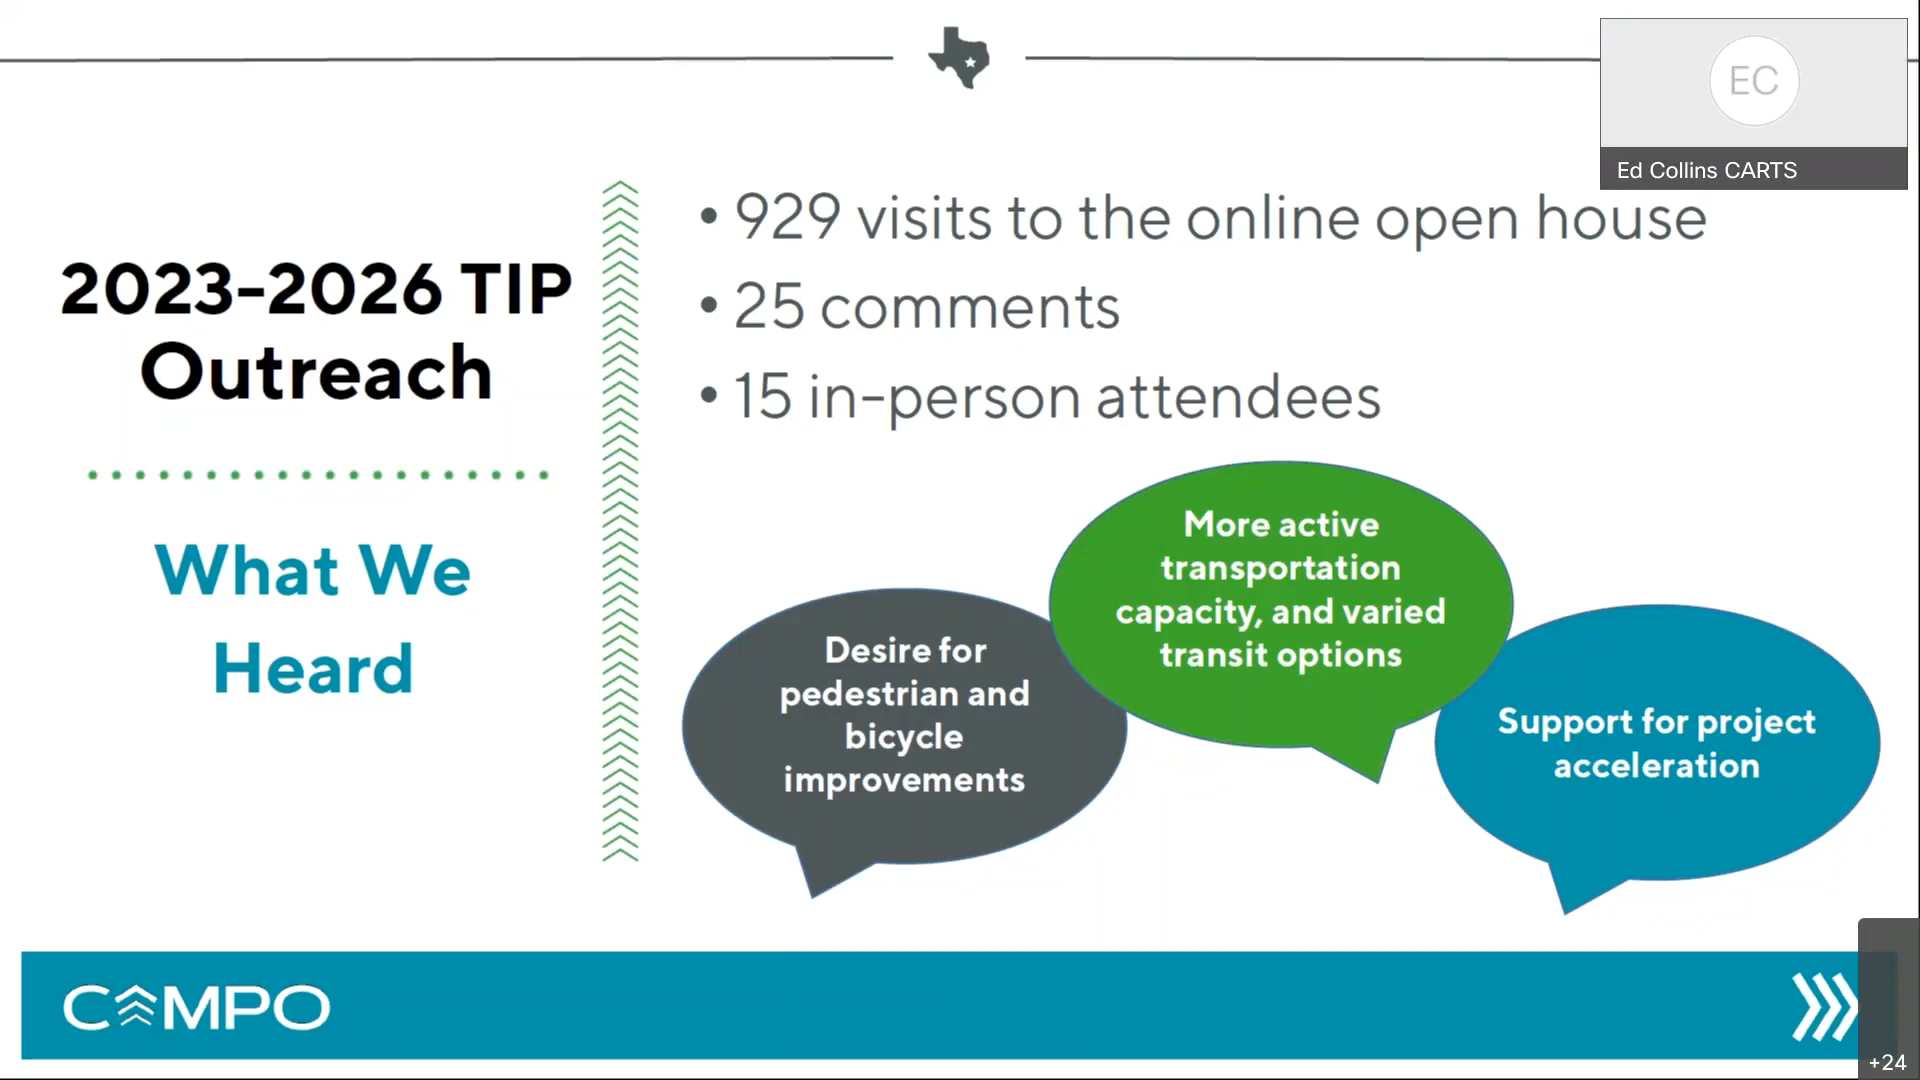 EC
Ed Collins CARTS
2023-2026 TIP
Outreach
What We
Heard
• 929 visits to the online open house
• 25 comments
• 15 in-person attendees
Desire for
pedestrian and
bicycle
improvements
More active
transportation
capacity, and varied
transit options
Support for project
acceleration
CAMPO
+24